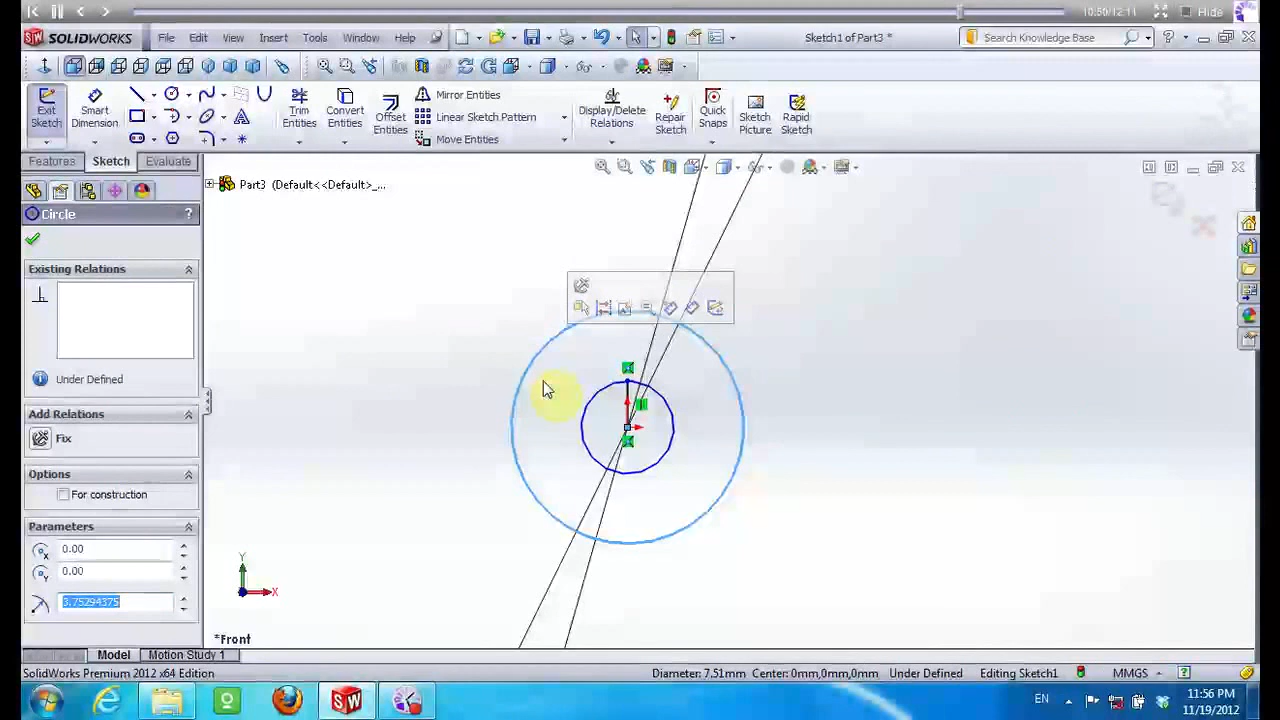 10:50/12:11
Hide
SOLIDWORKS
File Edit View Insert Tools Window Help
Sketch1 of Part3 *
Search Knowledge Base
Exit Sketch
Smart Dimension
Trim Entities
Convert Entities
Offset Entities
Mirror Entities
Linear Sketch Pattern
Move Entities
Display/Delete Relations
Repair Sketch
Quick Snaps
Sketch Picture
Rapid Sketch
Features Sketch Evaluate
Part3 (Default<<Default>_...
Circle
?
Existing Relations
Under Defined
Add Relations
Fix
Options
For construction
Parameters
0.00
0.00
3.75294375
Y
X
*Front
Model Motion Study 1
SolidWorks Premium 2012 x64 Edition
Diameter: 7.51mm Center: 0mm,0mm,0mm Under Defined Editing Sketch1 MMGS
EN
11:56 PM
11/19/2012